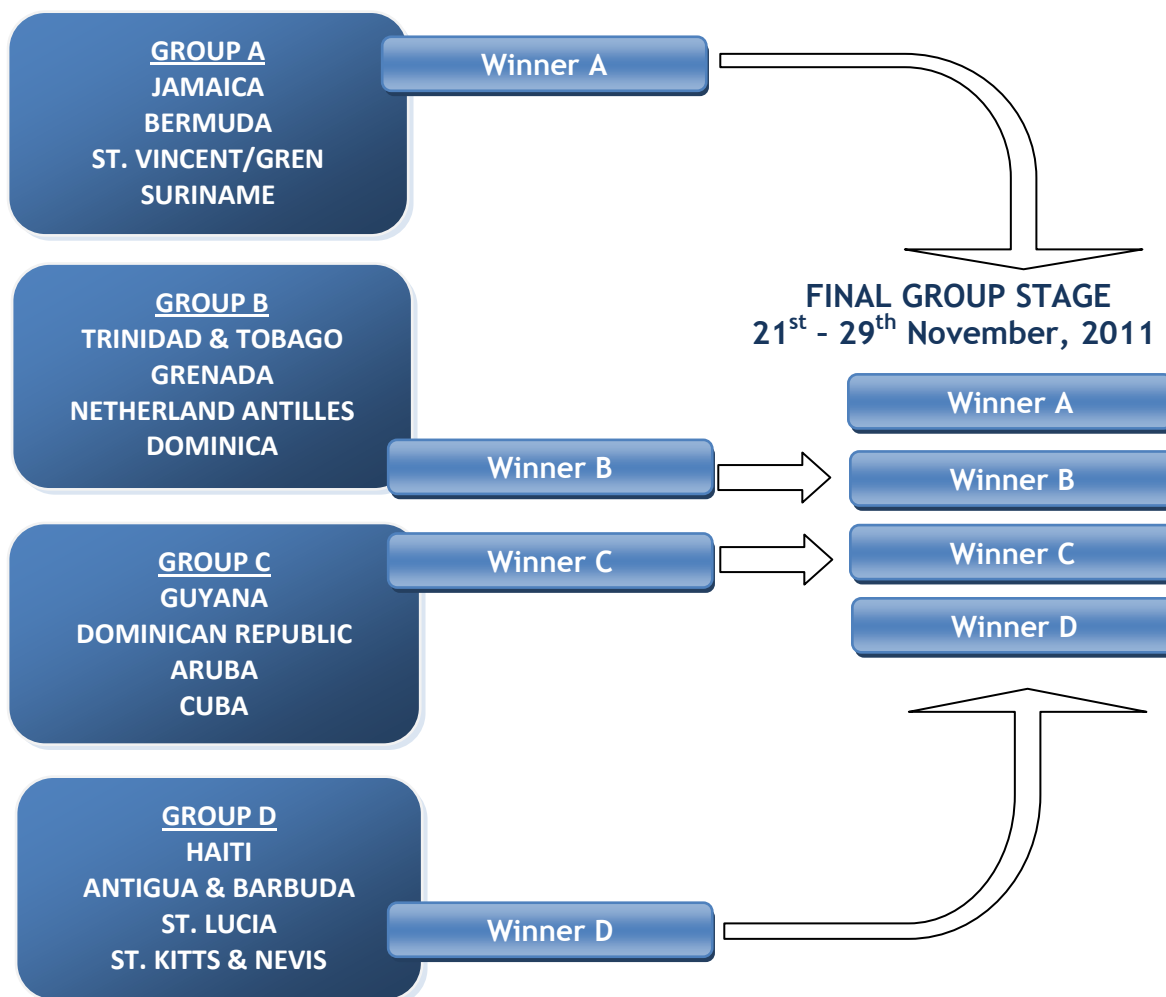 GROUP A
JAMAICA
BERMUDA
ST. VINCENT/GREN
SURINAME
Winner A
GROUP B
TRINIDAD & TOBAGO
GRENADA
NETHERLAND ANTILLES
DOMINICA
Winner B
GROUP C
GUYANA
DOMINICAN REPUBLIC
ARUBA
CUBA
Winner C
GROUP D
HAITI
ANTIGUA & BARBUDA
ST. LUCIA
ST. KITTS & NEVIS
Winner D
FINAL GROUP STAGE
21st – 29th November, 2011
Winner A
Winner B
Winner C
Winner D